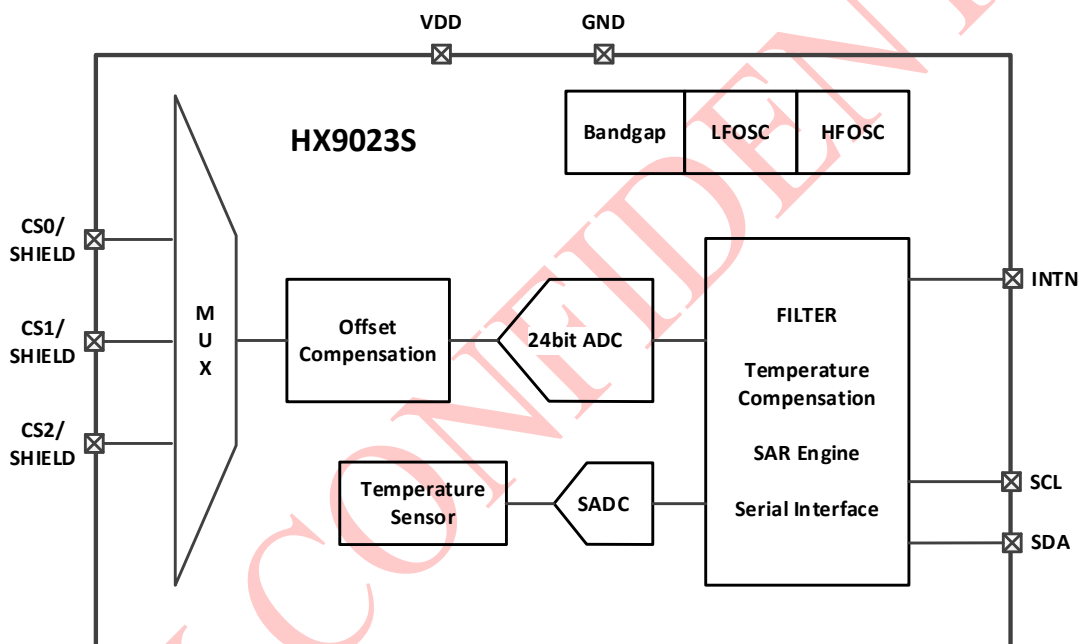 VDD
GND
Bandgap
LFOSC
HFOSC
HX9023S
CS0/
SHIELD
CS1/
SHIELD
CS2/
SHIELD
M
U
X
Offset
Compensation
24bit ADC
Temperature
Sensor
SADC
FILTER
Temperature
Compensation
SAR Engine
Serial Interface
INTN
SCL
SDA